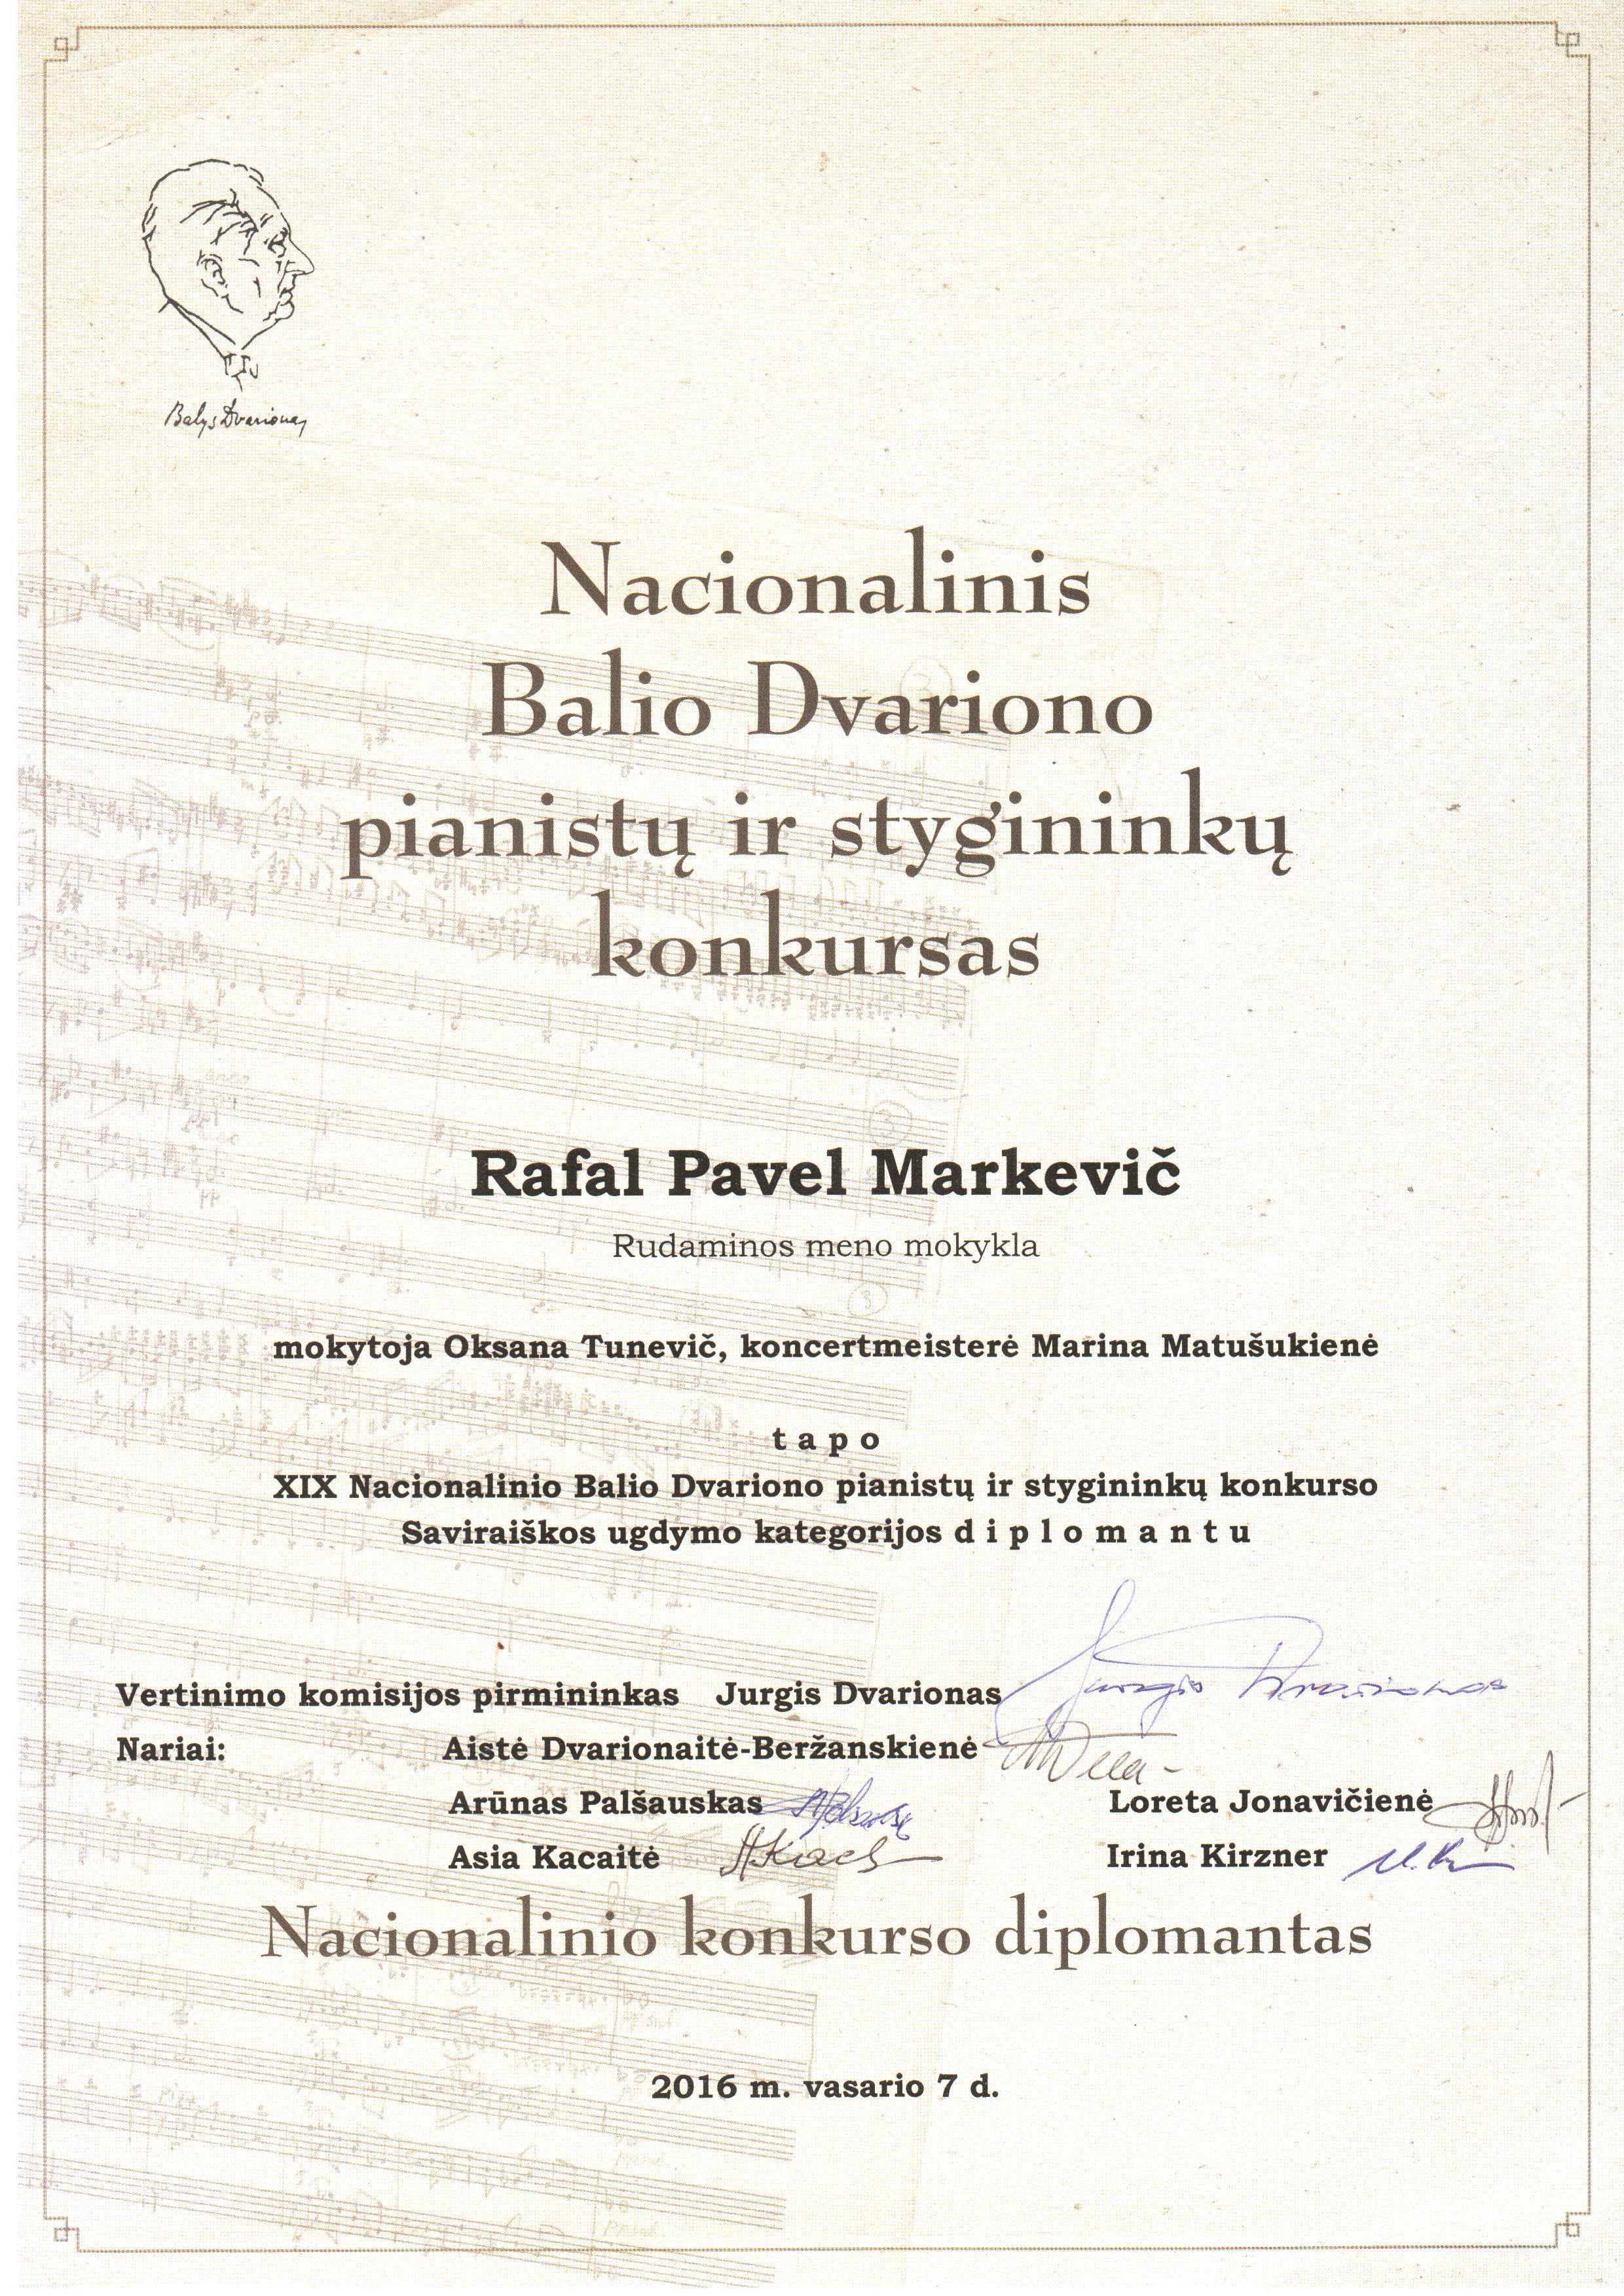 Balys Dvarionas
Nacionalinis
Balio Dvariono
pianistų ir stygininkų
konkursas
Rafal Pavel Markevič
Rudaminos meno mokykla
mokytoja Oksana Tunevič, koncertmeisterė Marina Matušukienė
t a p o
XIX Nacionalinio Balio Dvariono pianistų ir stygininkų konkurso
Saviraiškos ugdymo kategorijos d i p l o m a n t u
Vertinimo komisijos pirmininkas Jurgis Dvarionas Jurgis Dvarionas
Nariai: Aistė Dvarionaitė-Beržanskienė
Arūnas Palšauskas Loreta Jonavičienė
Asia Kacaitė Irina Kirzner
Nacionalinio konkurso diplomantas
2016 m. vasario 7 d.